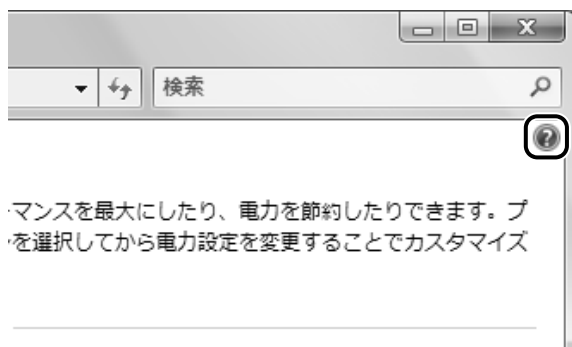 検索
マンスを最大にしたり、電力を節約したりできます。プ
を選択してから電力設定を変更することでカスタマイズ